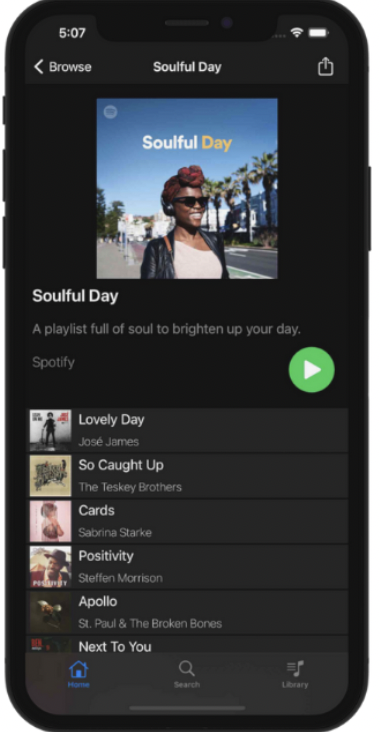 5:07
Browse
Soulful Day
Soulful Day
Soulful Day
A playlist full of soul to brighten up your day.
Spotify
Lovely Day
José James
So Caught Up
The Teskey Brothers
Cards
Sabrina Starke
Positivity
Steffen Morrison
POSITIVITY
Apollo
St. Paul & The Broken Bones
Next To You
Home
Search
Library